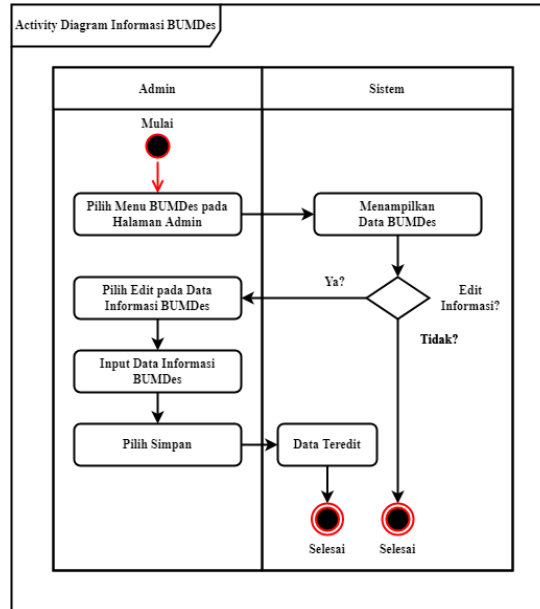 Activity Diagram Informasi BUMDes
Admin
Sistem
Mulai
Pilih Menu BUMDes pada
Halaman Admin
Menampilkan
Data BUMDes
Ya?
Edit
Informasi?
Pilih Edit pada Data
Informasi BUMDes
Tidak?
Input Data Informasi
BUMDes
Pilih Simpan
Data Teredit
Selesai
Selesai